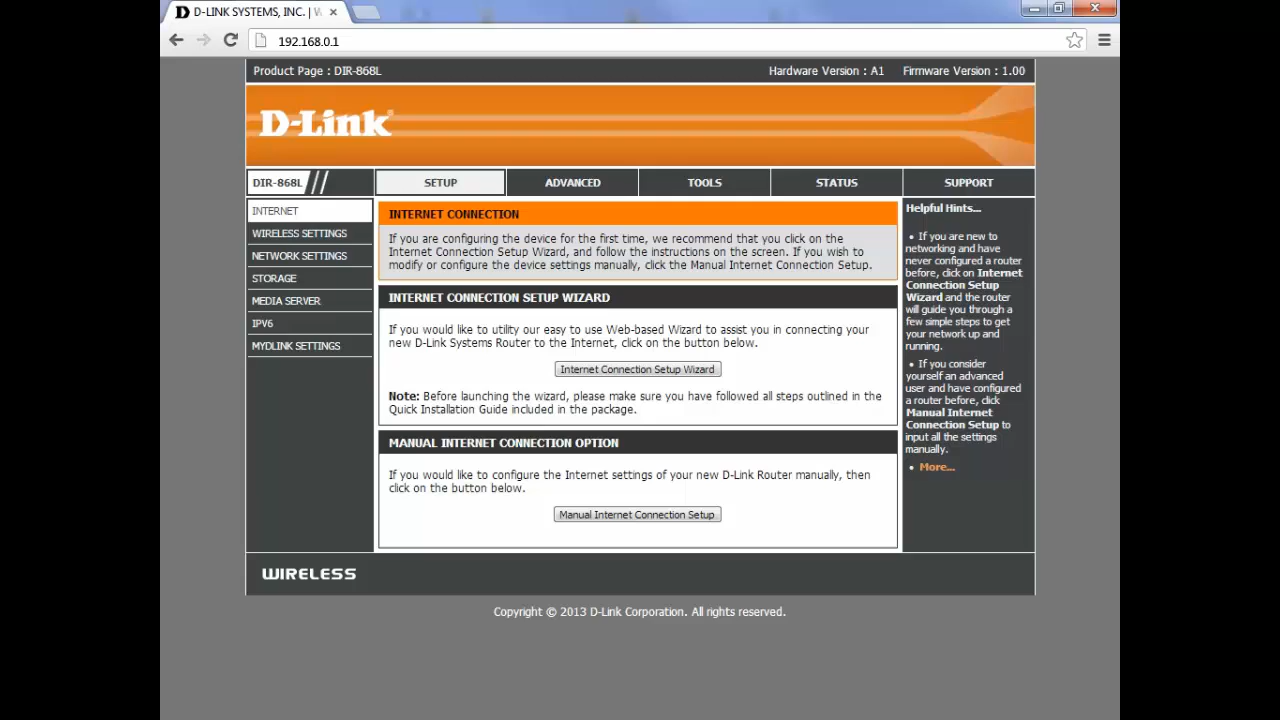 D-LINK SYSTEMS, INC. |
192.168.0.1
Product Page : DIR-868L
Hardware Version : A1
Firmware Version : 1.00
D-Link
DIR-868L
SETUP
ADVANCED
TOOLS
STATUS
SUPPORT
INTERNET
WIRELESS SETTINGS
NETWORK SETTINGS
STORAGE
MEDIA SERVER
IPV6
MYDLINK SETTINGS
INTERNET CONNECTION
If you are configuring the device for the first time, we recommend that you click on the
Internet Connection Setup Wizard, and follow the instructions on the screen. If you wish to
modify or configure the device settings manually, click the Manual Internet Connection Setup.
INTERNET CONNECTION SETUP WIZARD
If you would like to utility our easy to use Web-based Wizard to assist you in connecting your
new D-Link Systems Router to the Internet, click on the button below.
Internet Connection Setup Wizard
Note: Before launching the wizard, please make sure you have followed all steps outlined in the
Quick Installation Guide included in the package.
MANUAL INTERNET CONNECTION OPTION
If you would like to configure the Internet settings of your new D-Link Router manually, then
click on the button below.
Manual Internet Connection Setup
Helpful Hints...
• If you are new to
networking and have
never configured a router
before, click on Internet
Connection Setup
Wizard and the router
will guide you through a
few simple steps to get
your network up and
running.
• If you consider
yourself an advanced
user and have configured
a router before, click
Manual Internet
Connection Setup to
input all the settings
manually.
• More...
WIRELESS
Copyright © 2013 D-Link Corporation. All rights reserved.